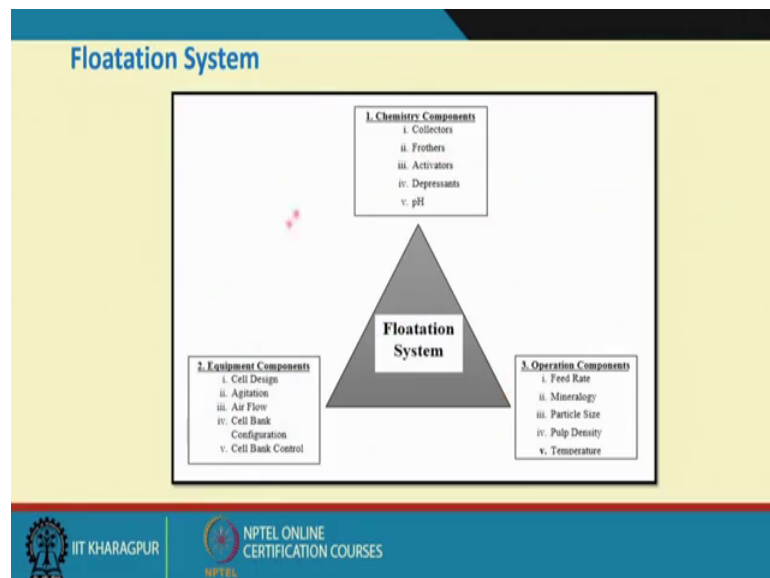 Floatation System
1. Chemistry Components
i. Collectors
ii. Frothers
iii. Activators
iv. Depressants
v. pH
Floatation
System
2. Equipment Components
i. Cell Design
ii. Agitation
iii. Air Flow
iv. Cell Bank
Configuration
v. Cell Bank Control
3. Operation Components
i. Feed Rate
ii. Mineralogy
iii. Particle Size
iv. Pulp Density
v. Temperature
IIT KHARAGPUR
NPTEL ONLINE
CERTIFICATION COURSES
NPTEL